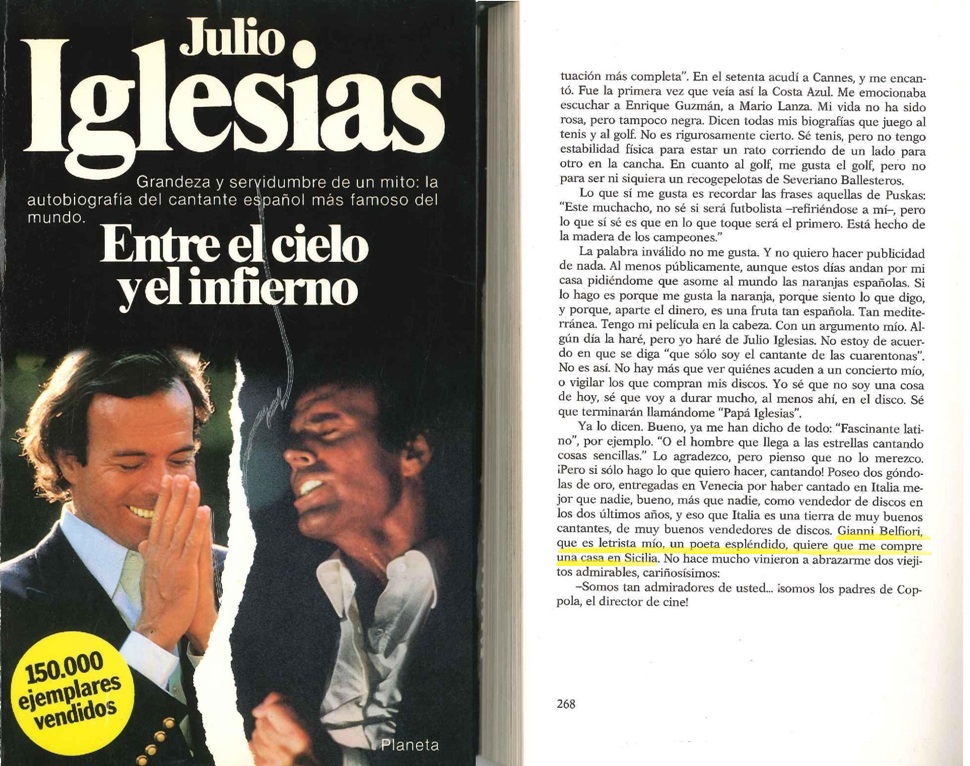 Julio
Iglesias
Grandeza y servidumbre de un mito: la
autobiografía del cantante español más famoso del
mundo.
Entre el cielo
y el infierno
150.000
ejemplares
vendidos
Planeta
tuación más completa”. En el setenta acudí a Cannes, y me encan-
tó. Fue la primera vez que veía así la Costa Azul. Me emocionaba
escuchar a Enrique Guzmán, a Mario Lanza. Mi vida no ha sido
rosa, pero tampoco negra. Dicen todas mis biografías que juego al
tenis y al golf. No es rigurosamente cierto. Sé tenis, pero no tengo
estabilidad física para estar un rato corriendo de un lado para
otro en la cancha. En cuanto al golf, me gusta el golf, pero no
para ser ni siquiera un recogepelotas de Severiano Ballesteros.
Lo que sí me gusta es recordar las frases aquellas de Puskas:
“Este muchacho, no sé si será futbolista –refiriéndose a mí–, pero
lo que sí sé es que en lo que toque será el primero. Está hecho de
la madera de los campeones.”
La palabra inválido no me gusta. Y no quiero hacer publicidad
de nada. Al menos públicamente, aunque estos días andan por mi
casa pidiéndome que asome al mundo las naranjas españolas. Si
lo hago es porque me gusta la naranja, porque siento lo que digo,
y porque, aparte el dinero, es una fruta tan española. Tan medite-
rránea. Tengo mi película en la cabeza. Con un argumento mío. Al-
gún día la haré, pero yo haré de Julio Iglesias. No estoy de acuer-
do en que se diga “que sólo soy el cantante de las cuarentonas”.
No es así. No hay más que ver quiénes acuden a un concierto mío,
o vigilar los que compran mis discos. Yo sé que no soy una cosa
de hoy, sé que voy a durar mucho, al menos ahí, en el disco. Sé
que terminarán llamándome “Papá Iglesias”.
Ya lo dicen. Bueno, ya me han dicho de todo: “Fascinante lati-
no”, por ejemplo. “O el hombre que llega a las estrellas cantando
cosas sencillas.” Lo agradezco, pero pienso que no lo merezco.
¡Pero si sólo hago lo que quiero hacer, cantando! Poseo dos góndo-
las de oro, entregadas en Venecia por haber cantado en Italia me-
jor que nadie, bueno, más que nadie, como vendedor de discos en
los dos últimos años, y eso que Italia es una tierra de muy buenos
cantantes, de muy buenos vendedores de discos. Gianni Belfiori,
que es letrista mío, un poeta espléndido, quiere que me compre
una casa en Sicilia. No hace mucho vinieron a abrazarme dos vieji-
tos admirables, cariñosísimos:
–Somos tan admiradores de usted... ¡somos los padres de Cop-
pola, el director de cine!
268